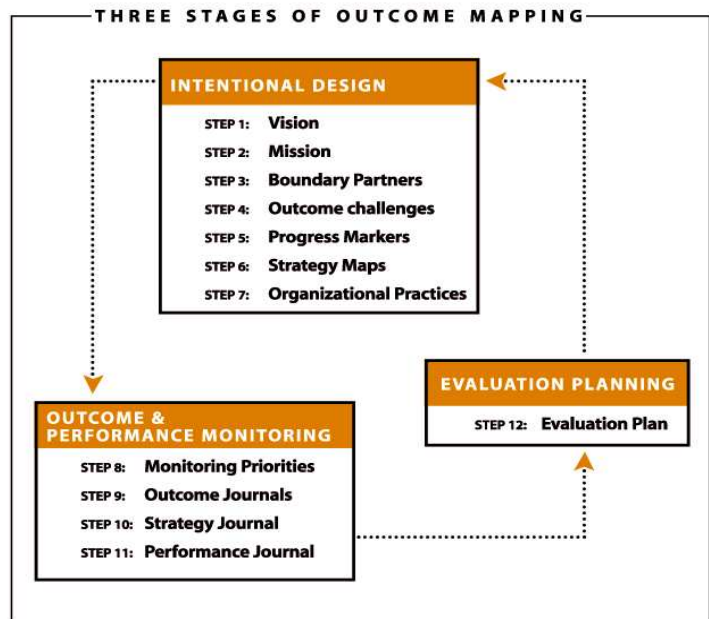 THREE STAGES OF OUTCOME MAPPING
INTENTIONAL DESIGN
STEP 1: Vision
STEP 2: Mission
STEP 3: Boundary Partners
STEP 4: Outcome challenges
STEP 5: Progress Markers
STEP 6: Strategy Maps
STEP 7: Organizational Practices
OUTCOME &
PERFORMANCE MONITORING
STEP 8: Monitoring Priorities
STEP 9: Outcome Journals
STEP 10: Strategy Journal
STEP 11: Performance Journal
EVALUATION PLANNING
STEP 12: Evaluation Plan